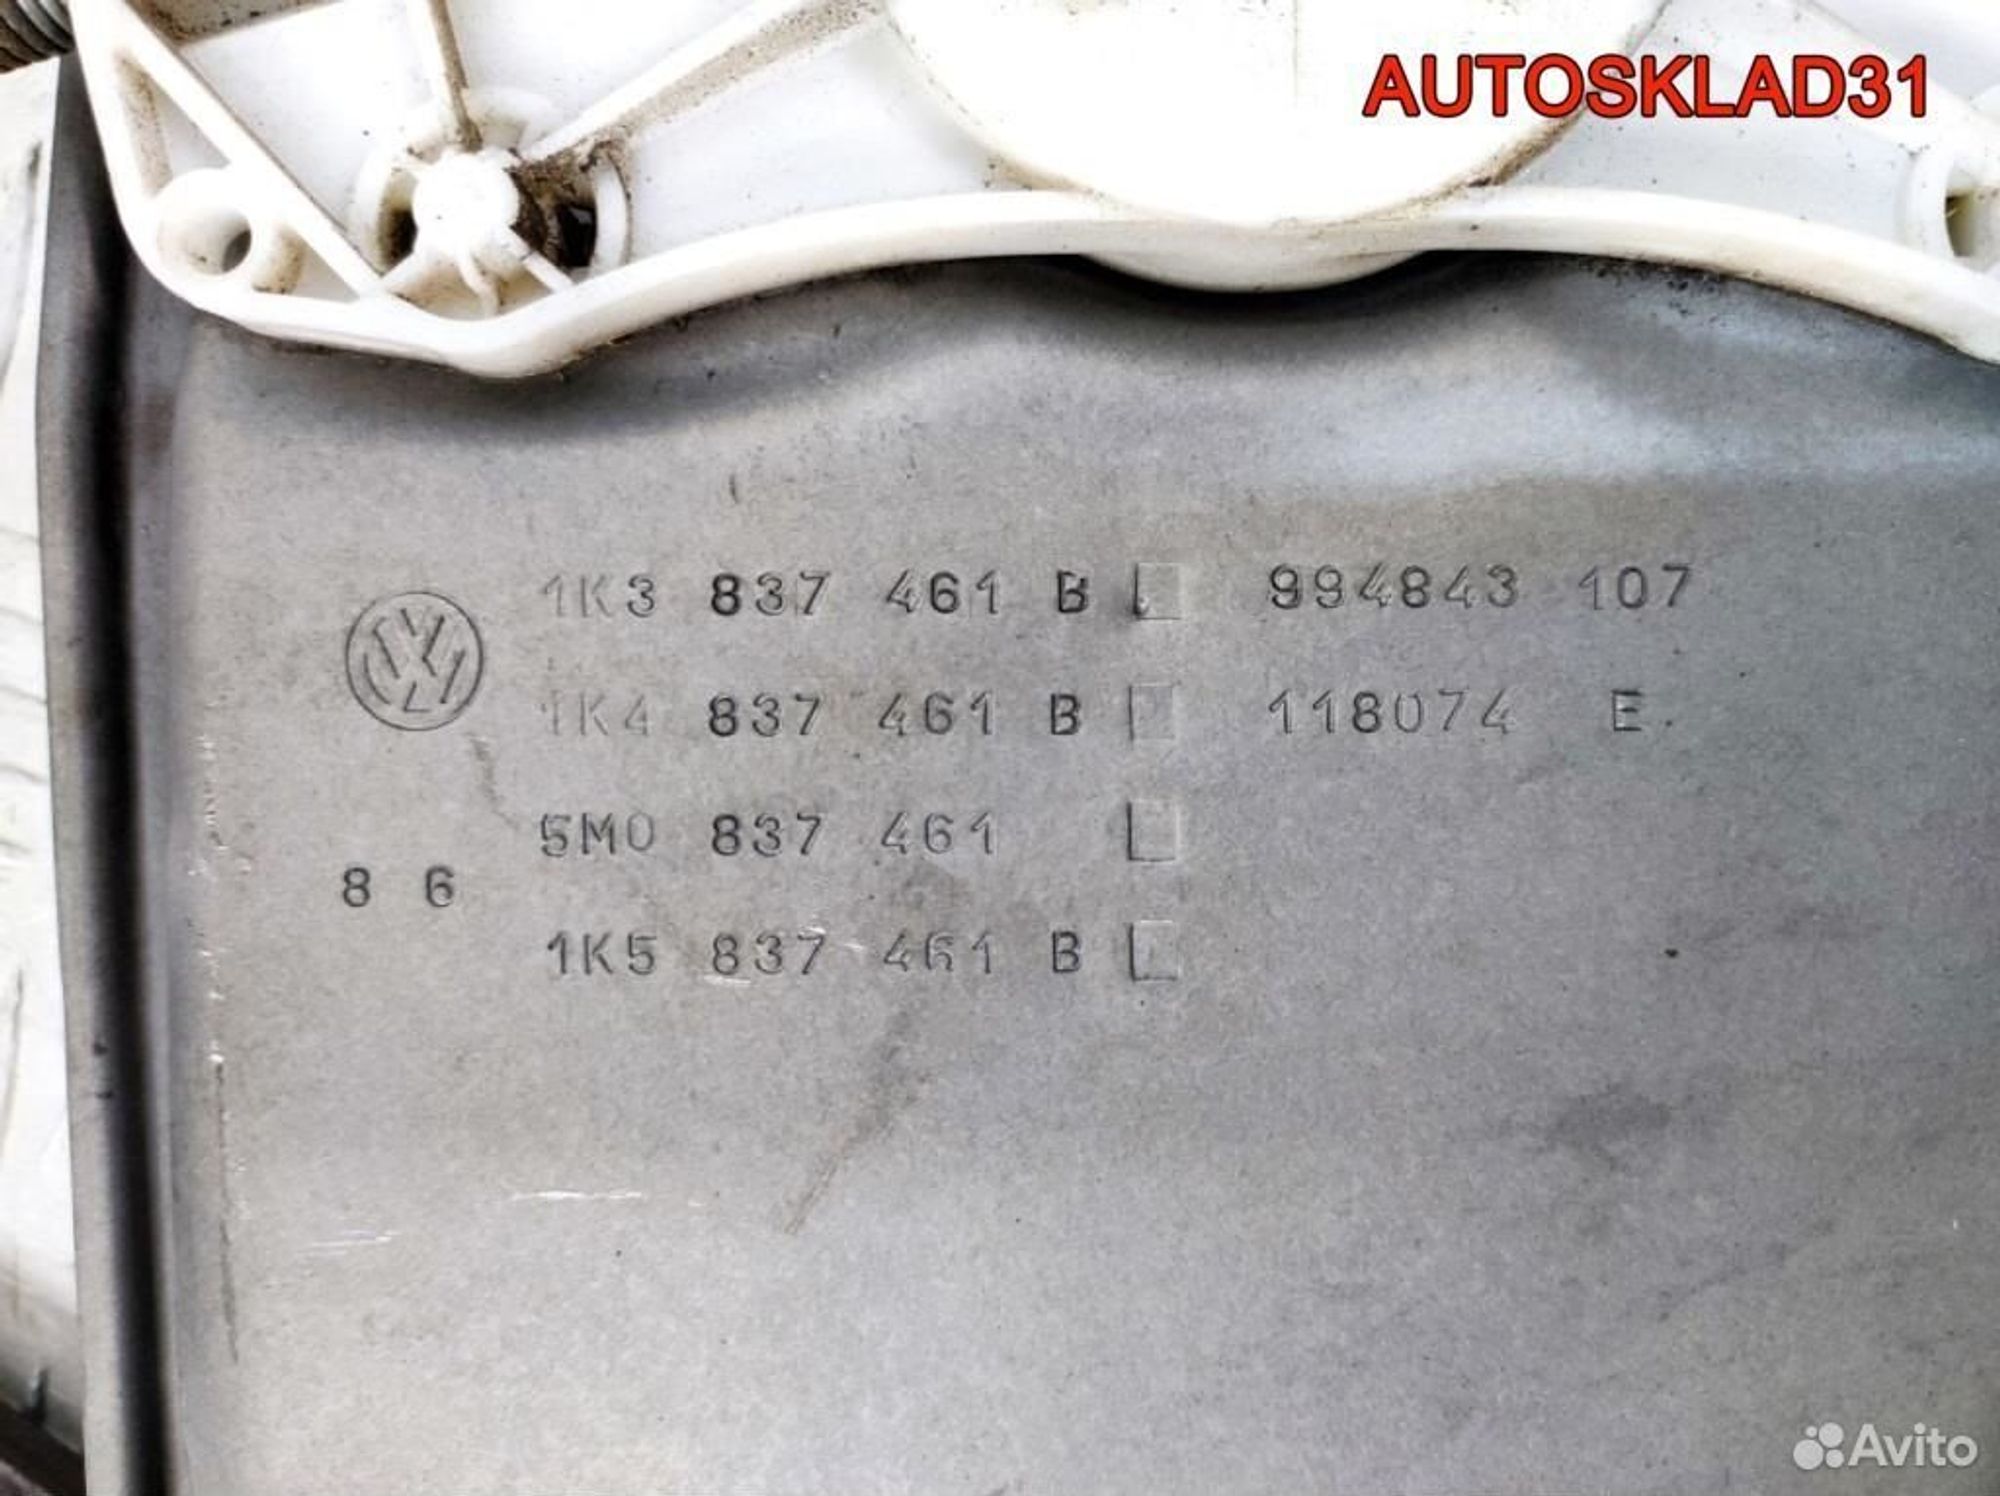 AUTOSKLAD31
1K3 837 461 B 994843 107
1K4 837 461 B 118074 E
5M0 837 461
8 6
1K5 837 461 B
Avito